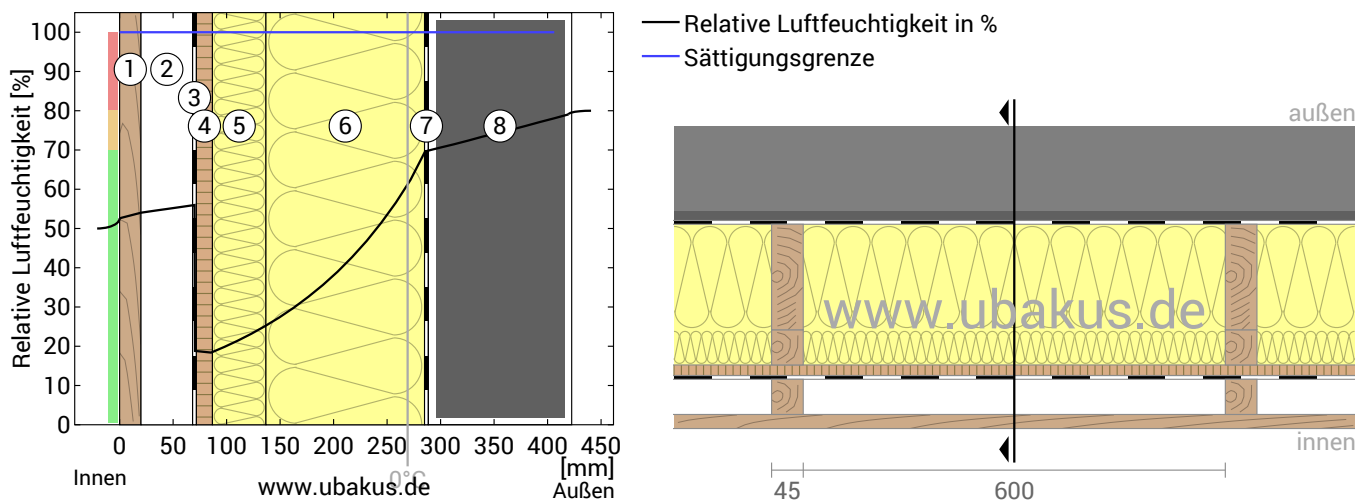 Relative Luftfeuchtigkeit [%]
100
90
80
70
60
50
40
30
20
10
0
1
2
3
4
5
6
7
8
0 50 100 150 200 250 300 350 400 450
[mm]
0°C
Innen
www.ubakus.de
Außen
Relative Luftfeuchtigkeit in %
Sättigungsgrenze
außen
www.ubakus.de
innen
45
600